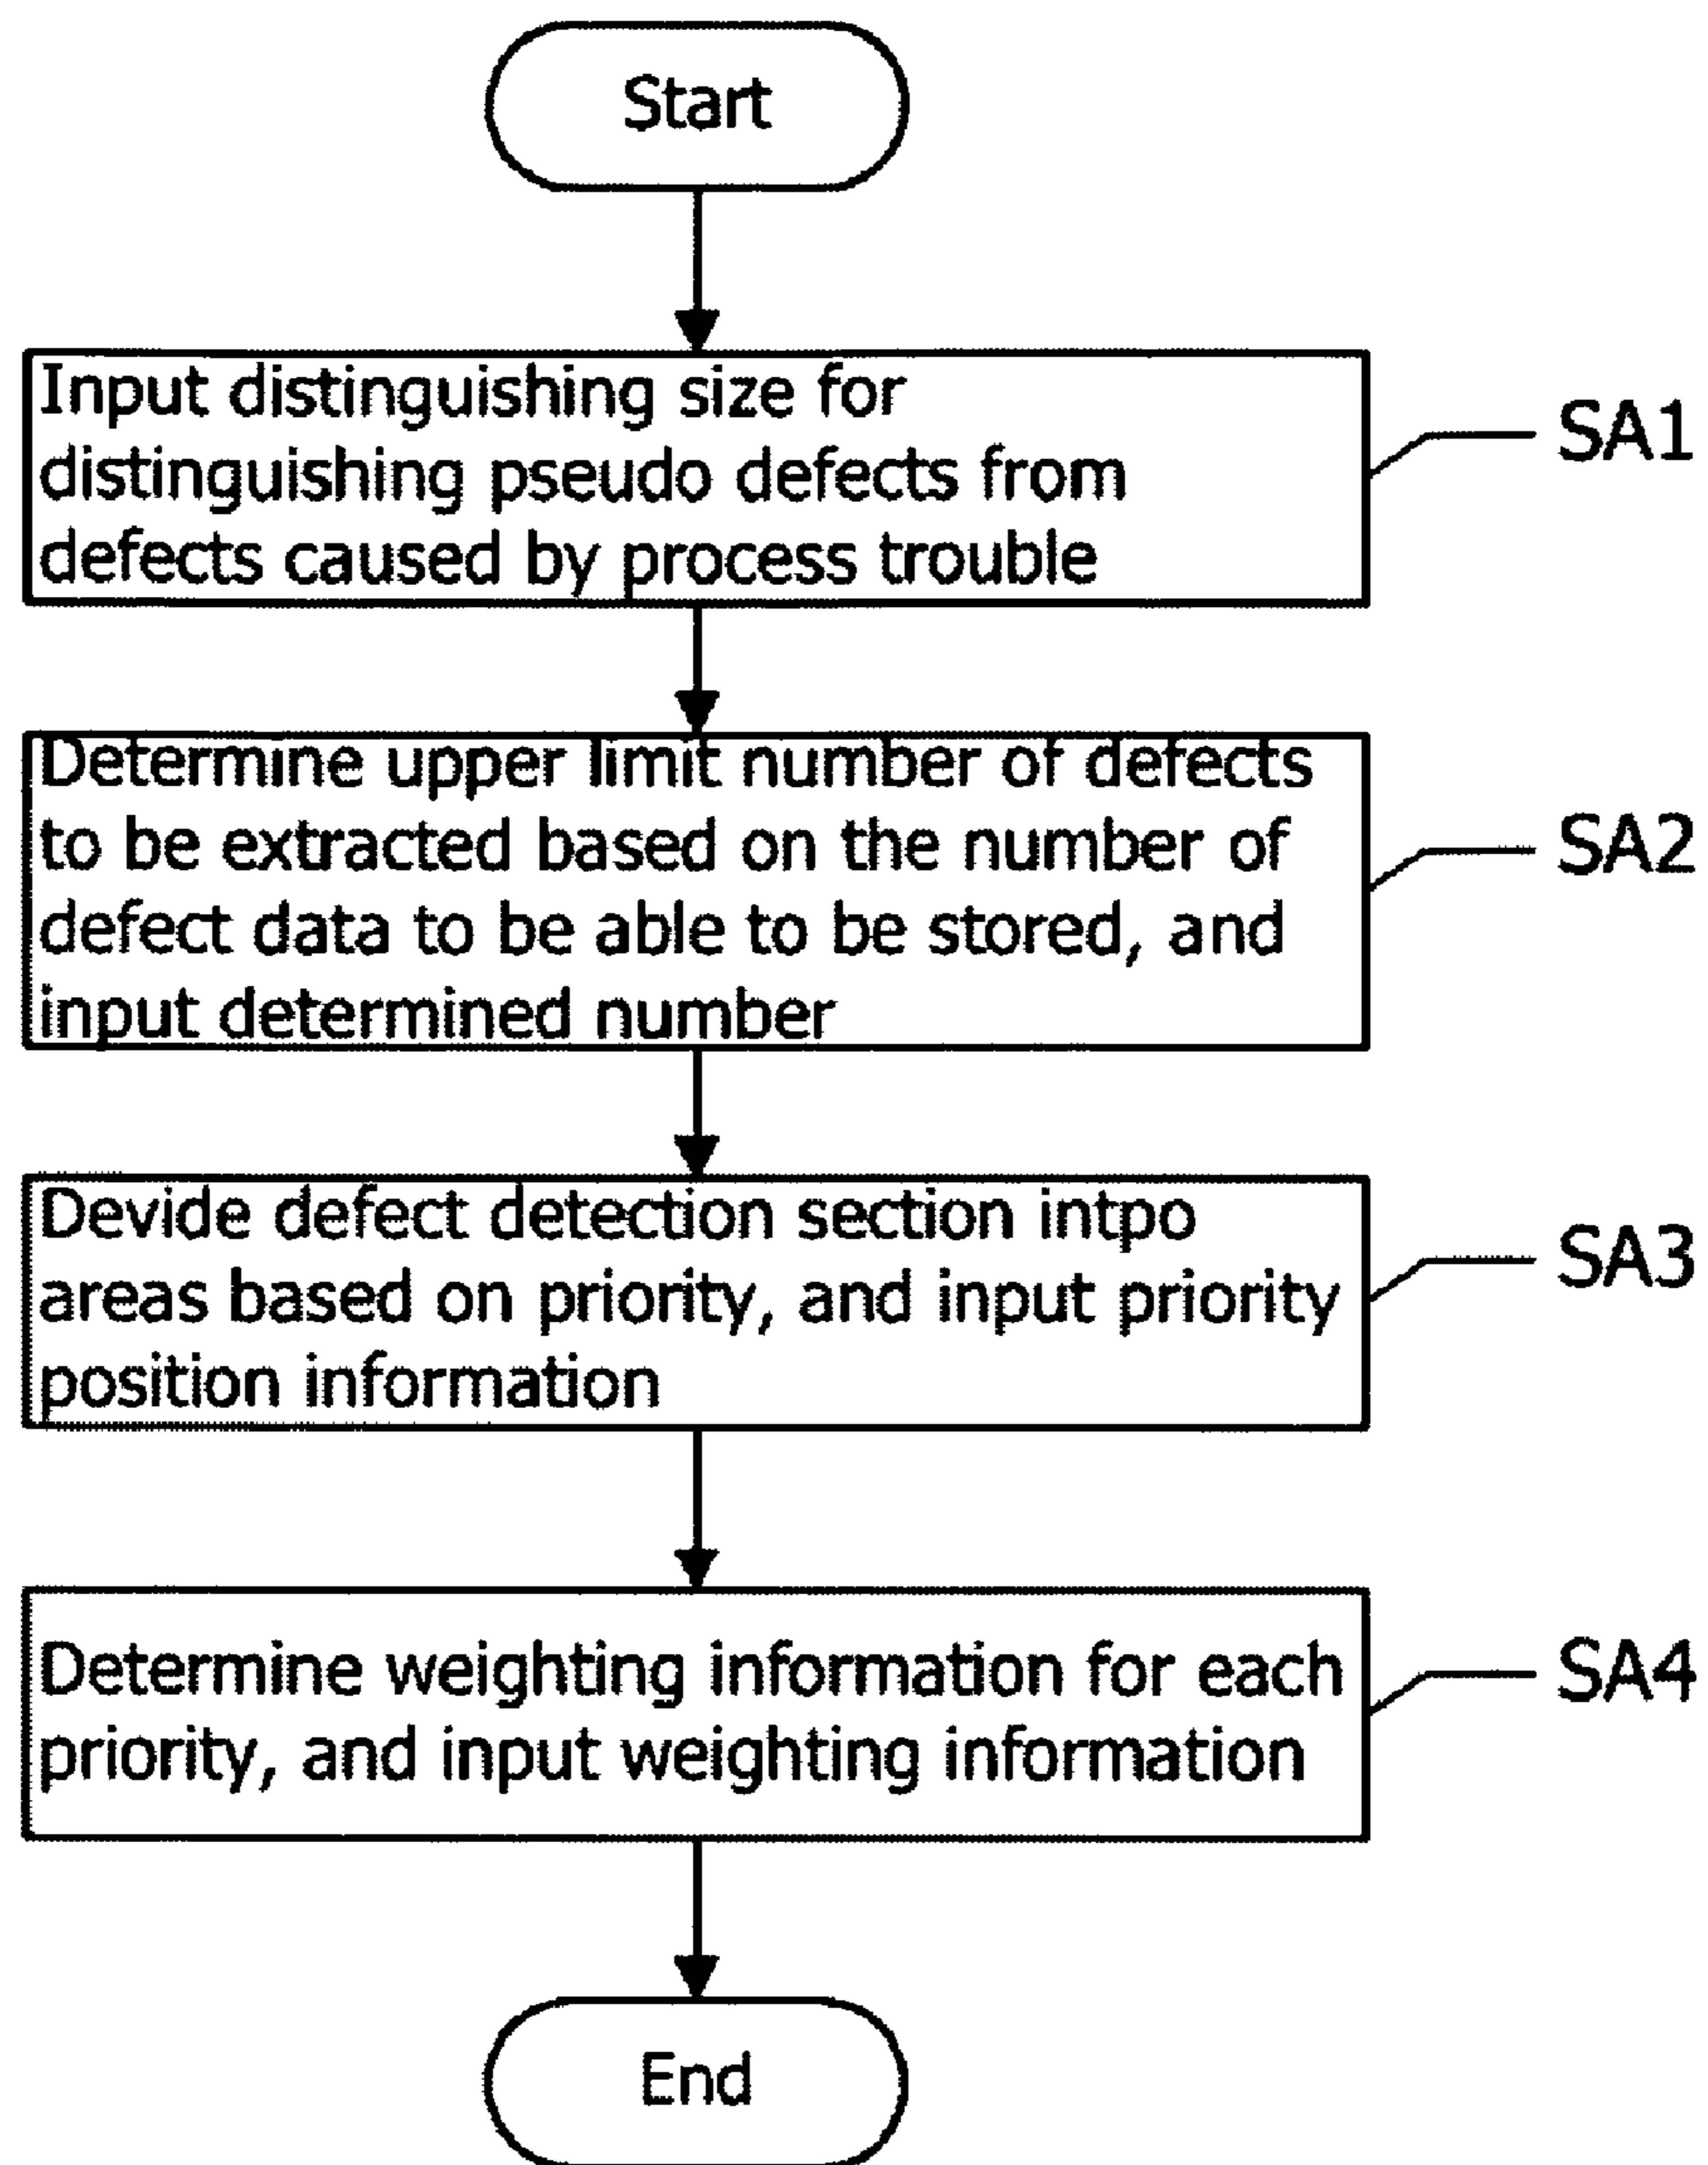 Start
Input distinguishing size for
distinguishing pseudo defects from
defects caused by process trouble
SA1
Determine upper limit number of defects
to be extracted based on the number of
defect data to be able to be stored, and
input determined number
SA2
Devide defect detection section intpo
areas based on priority, and input priority
position information
SA3
Determine weighting information for each
priority, and input weighting information
SA4
End